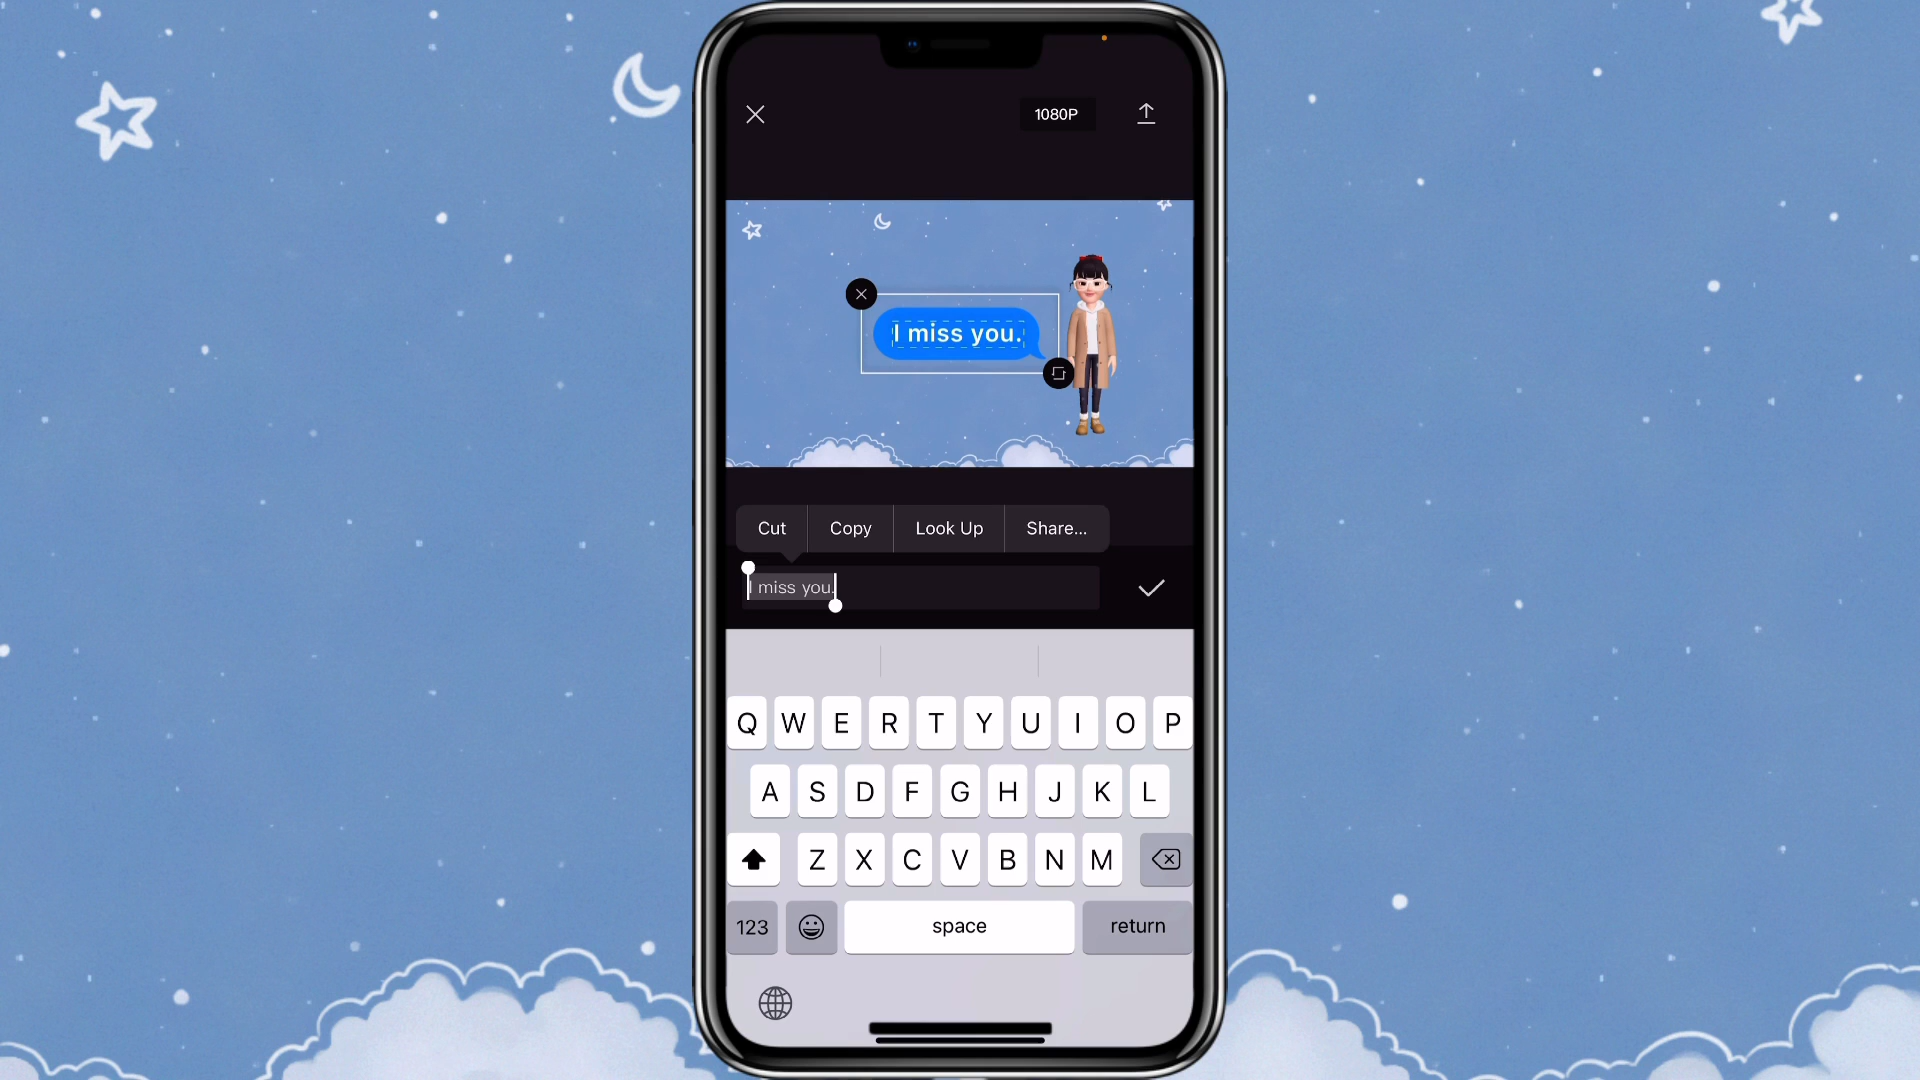 1080P
I miss you.
Cut Copy Look Up Share...
I miss you.
Q W E R T Y U I O P
A S D F G H J K L
Z X C V B N M
123 space return